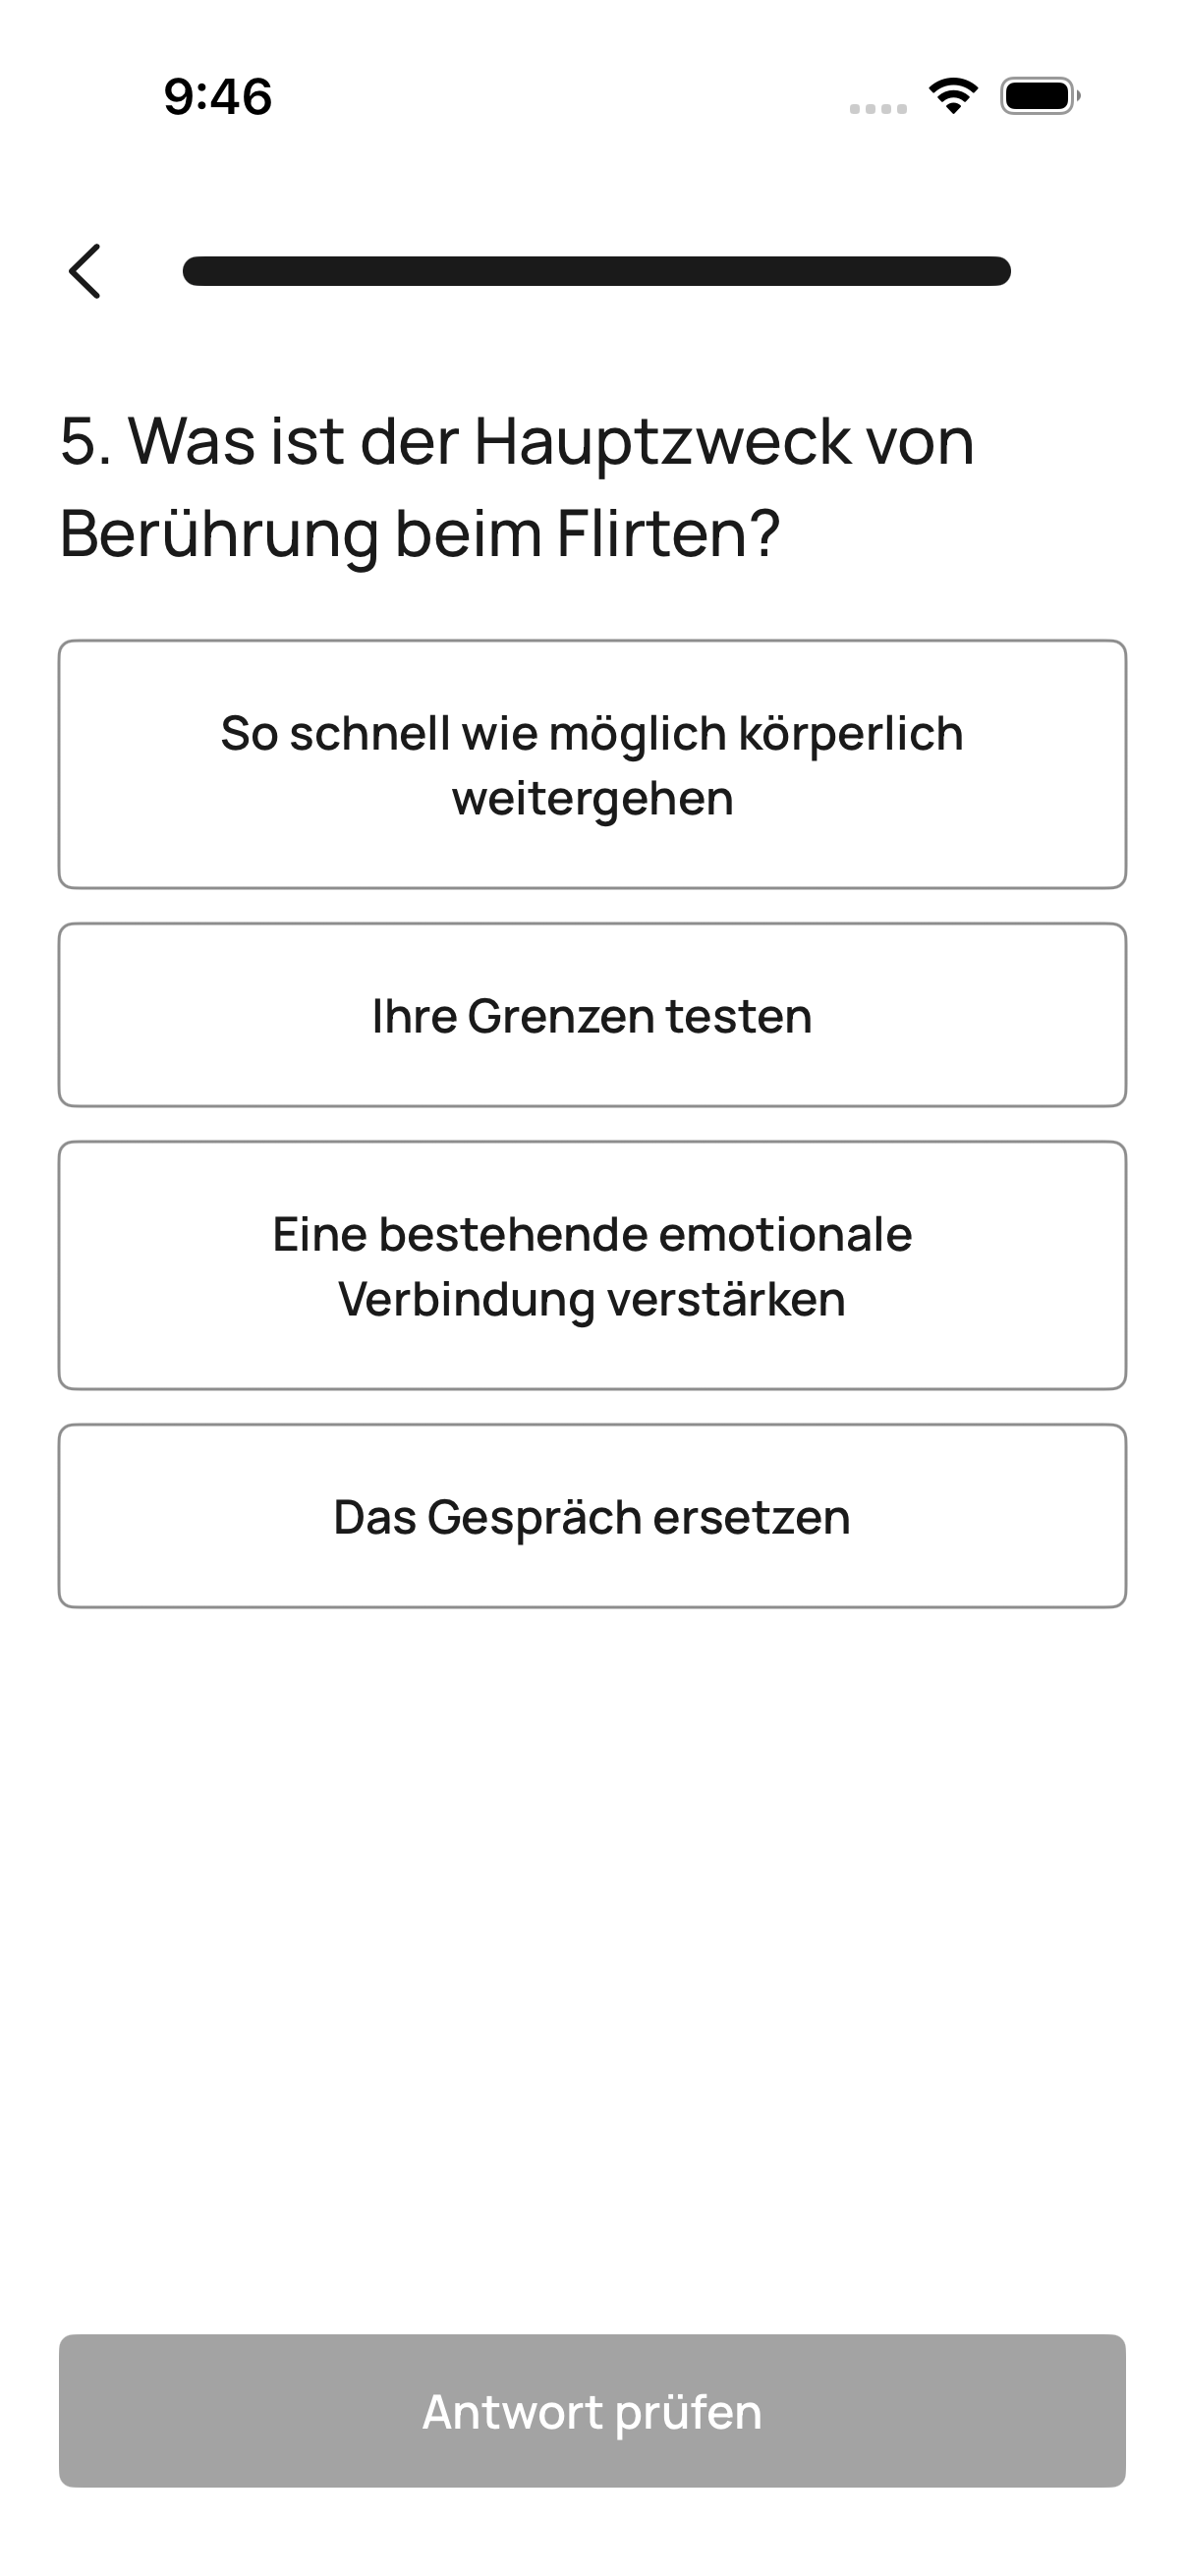 9:46
5. Was ist der Hauptzweck von
Berührung beim Flirten?
So schnell wie möglich körperlich
weitergehen
Ihre Grenzen testen
Eine bestehende emotionale
Verbindung verstärken
Das Gespräch ersetzen
Antwort prüfen